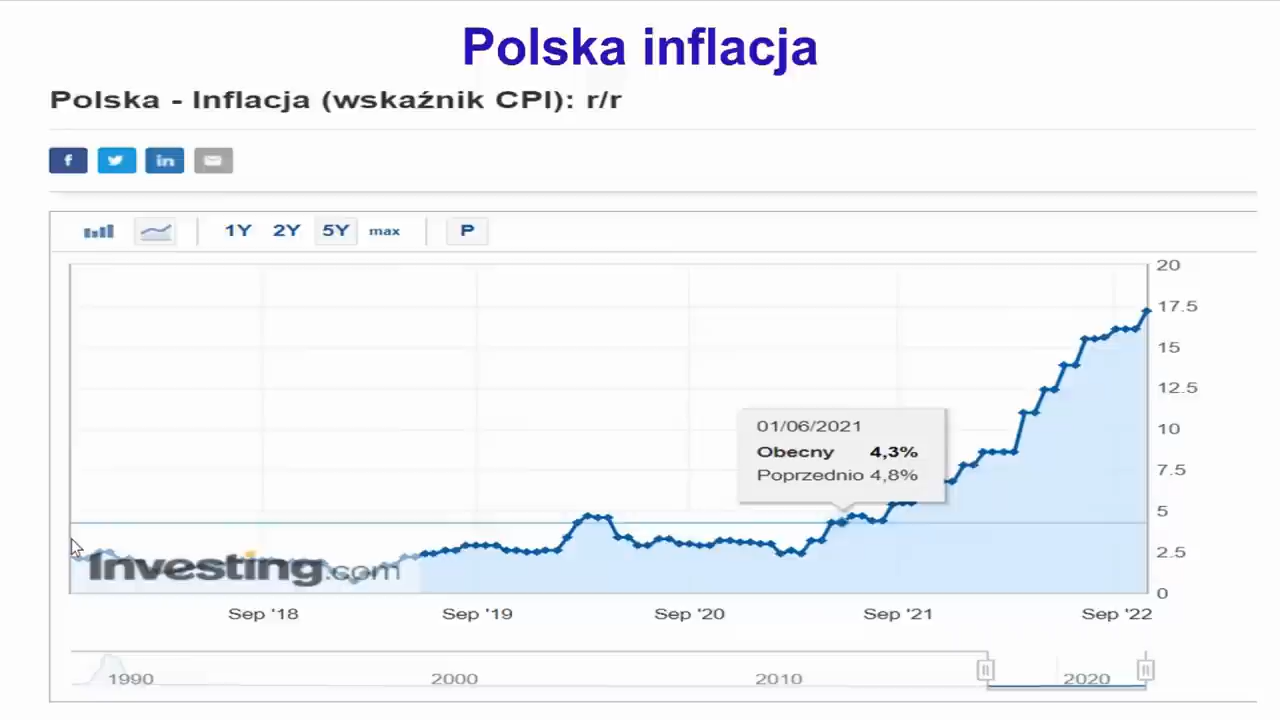 Polska inflacja
Polska - Inflacja (wskaźnik CPI): r/r
f in
1Y 2Y 5Y max P
20
17.5
15
12.5
10
7.5
5
2.5
0
01/06/2021
Obecny 4,3%
Poprzednio 4,8%
Investing.com
Sep '18 Sep '19 Sep '20 Sep '21 Sep '22
1990 2000 2010 2020